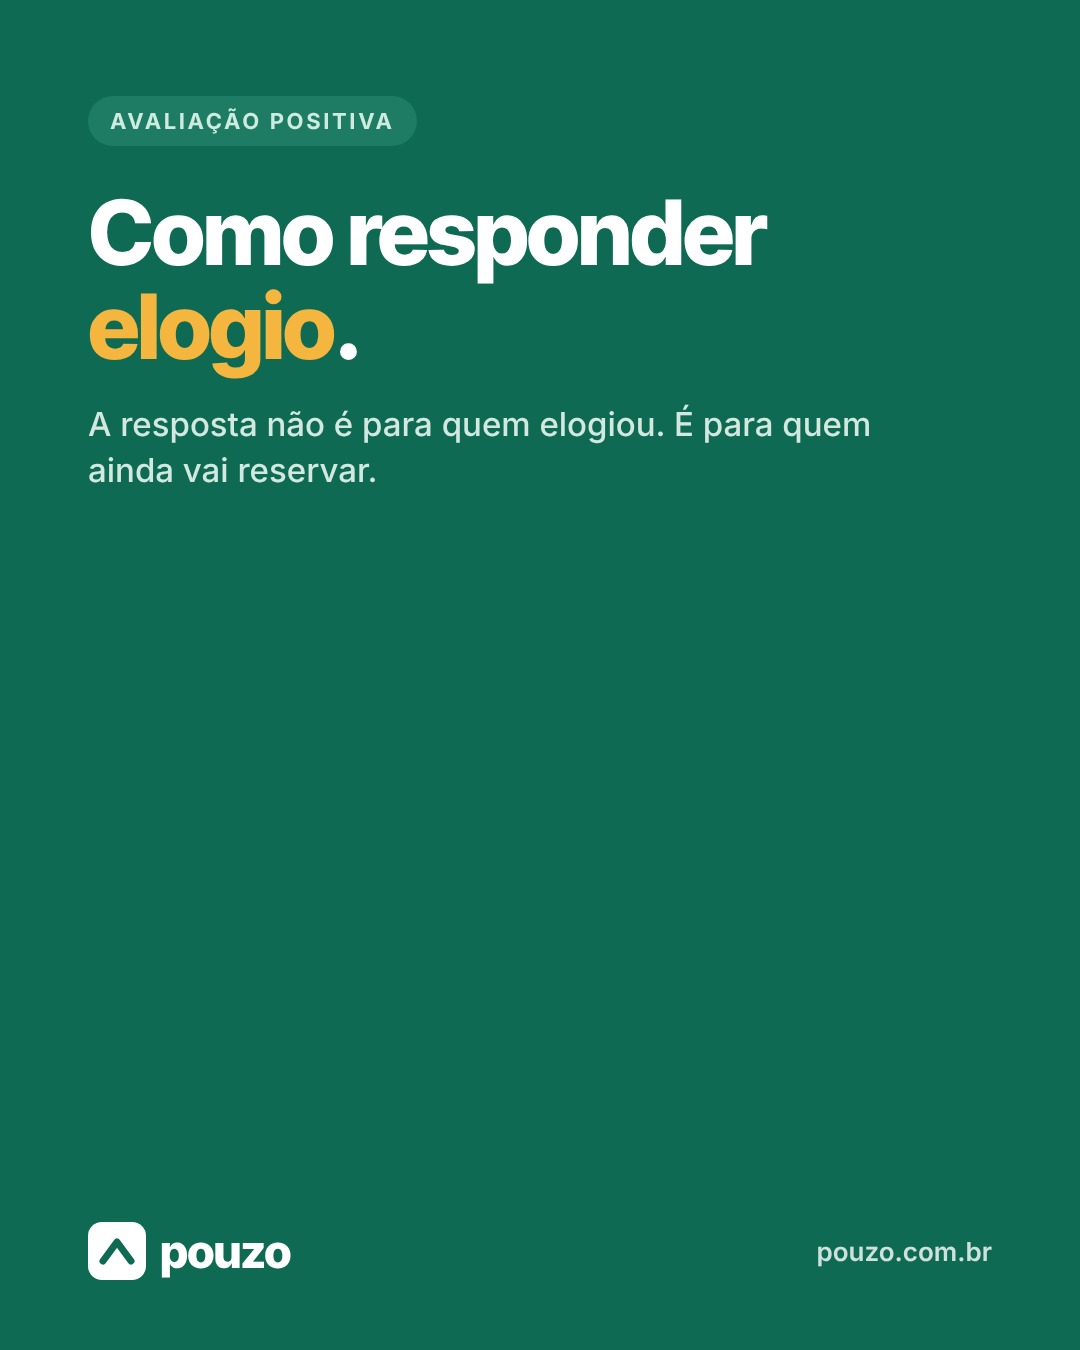 AVALIAÇÃO POSITIVA
Como responder
elogio.
A resposta não é para quem elogiou. É para quem
ainda vai reservar.
pouzo
pouzo.com.br